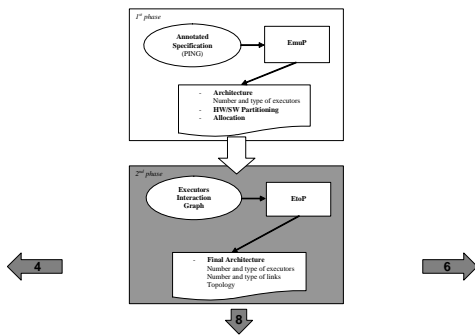 1st phase
Annotated
Specification
(PING)
EmuP
- Architecture
Number and type of executors
- HW/SW Partitioning
- Allocation
2nd phase
Executors
Interaction
Graph
EtoP
- Final Architecture
Number and type of executors
Number and type of links
Topology
4
6
8